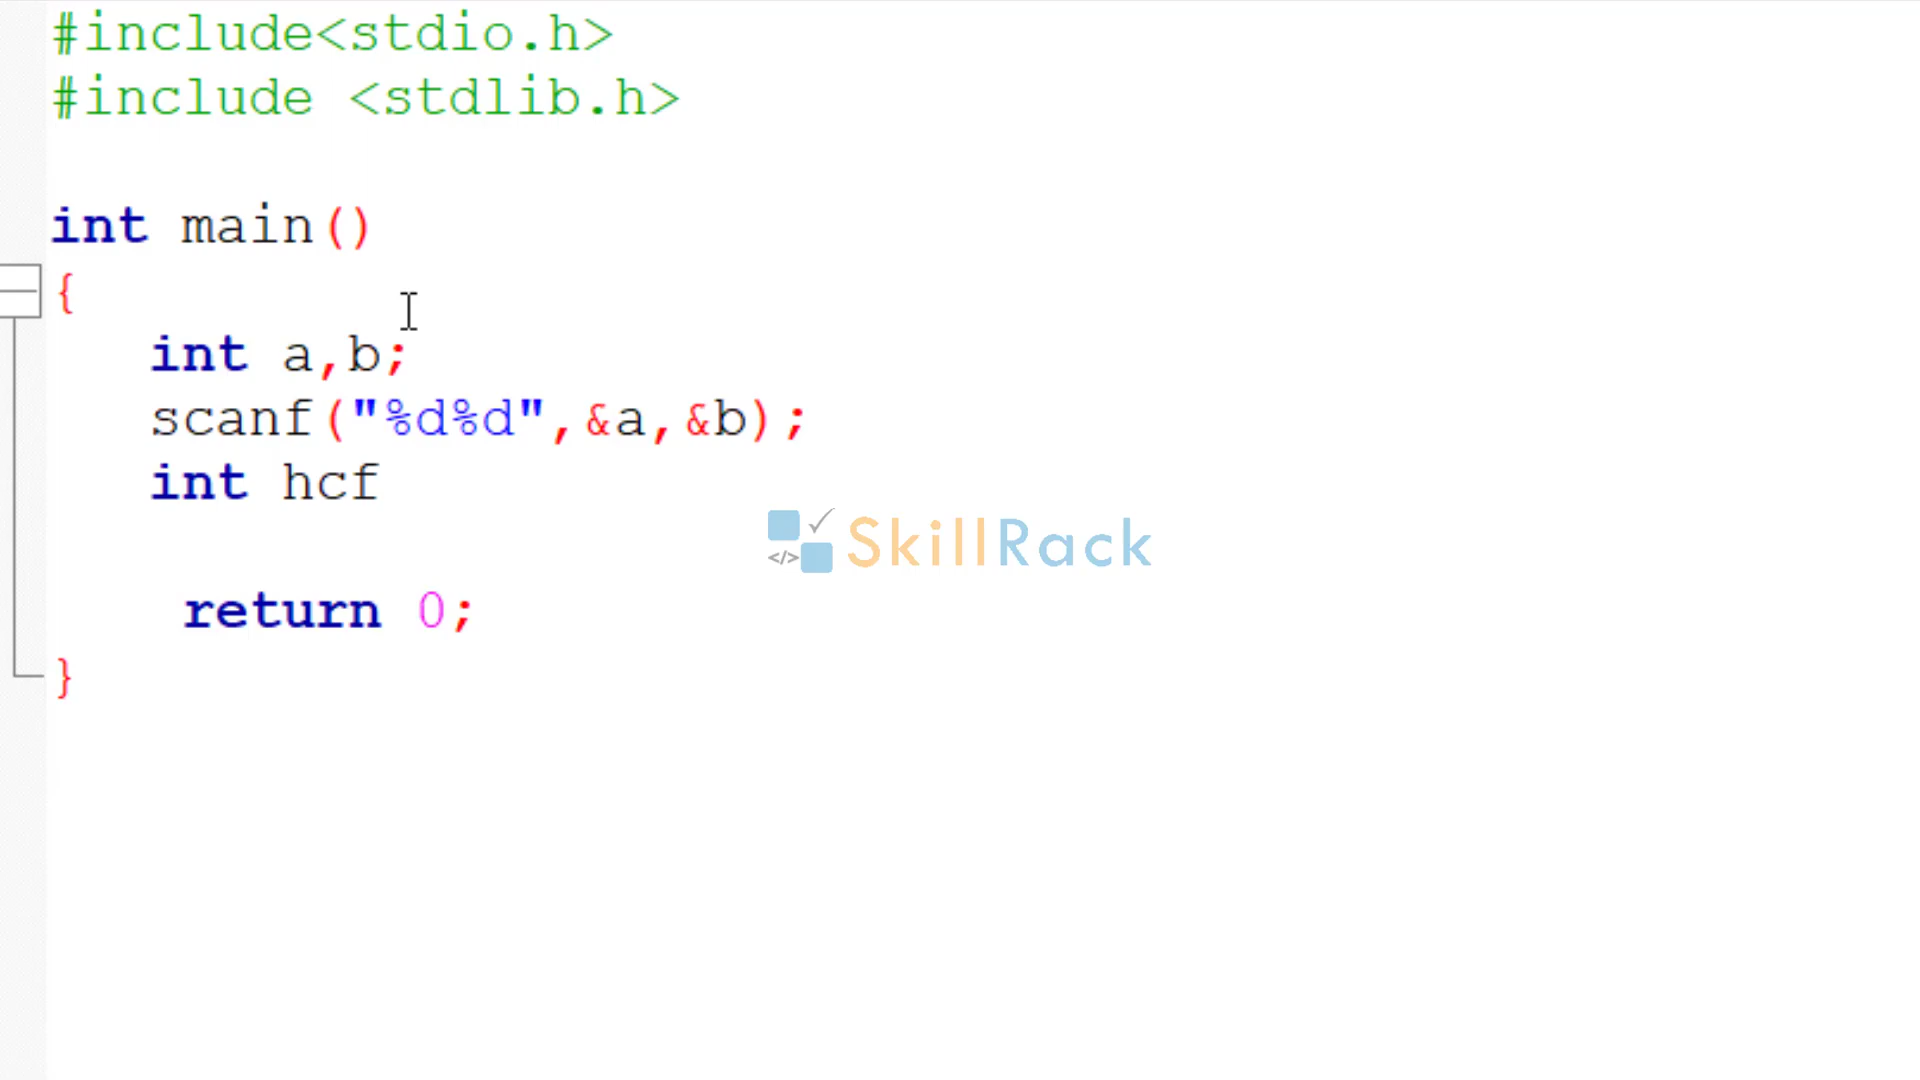 #include<stdio.h>
#include <stdlib.h>
int main()
{
int a,b;
scanf("%d%d",&a,&b);
int hcf
</> SkillRack
return 0;
}